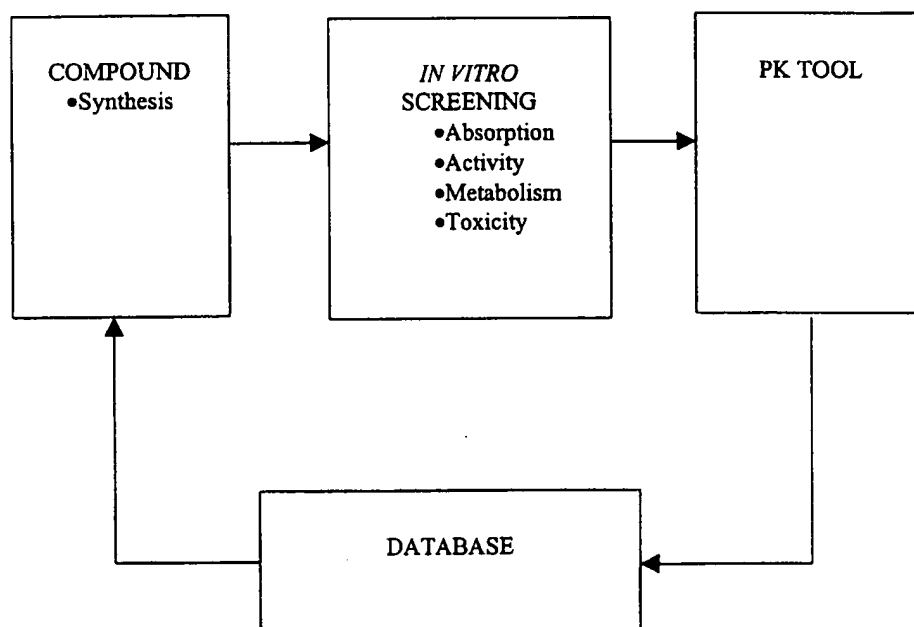 COMPOUND
•Synthesis
IN VITRO
SCREENING
•Absorption
•Activity
•Metabolism
•Toxicity
PK TOOL
DATABASE